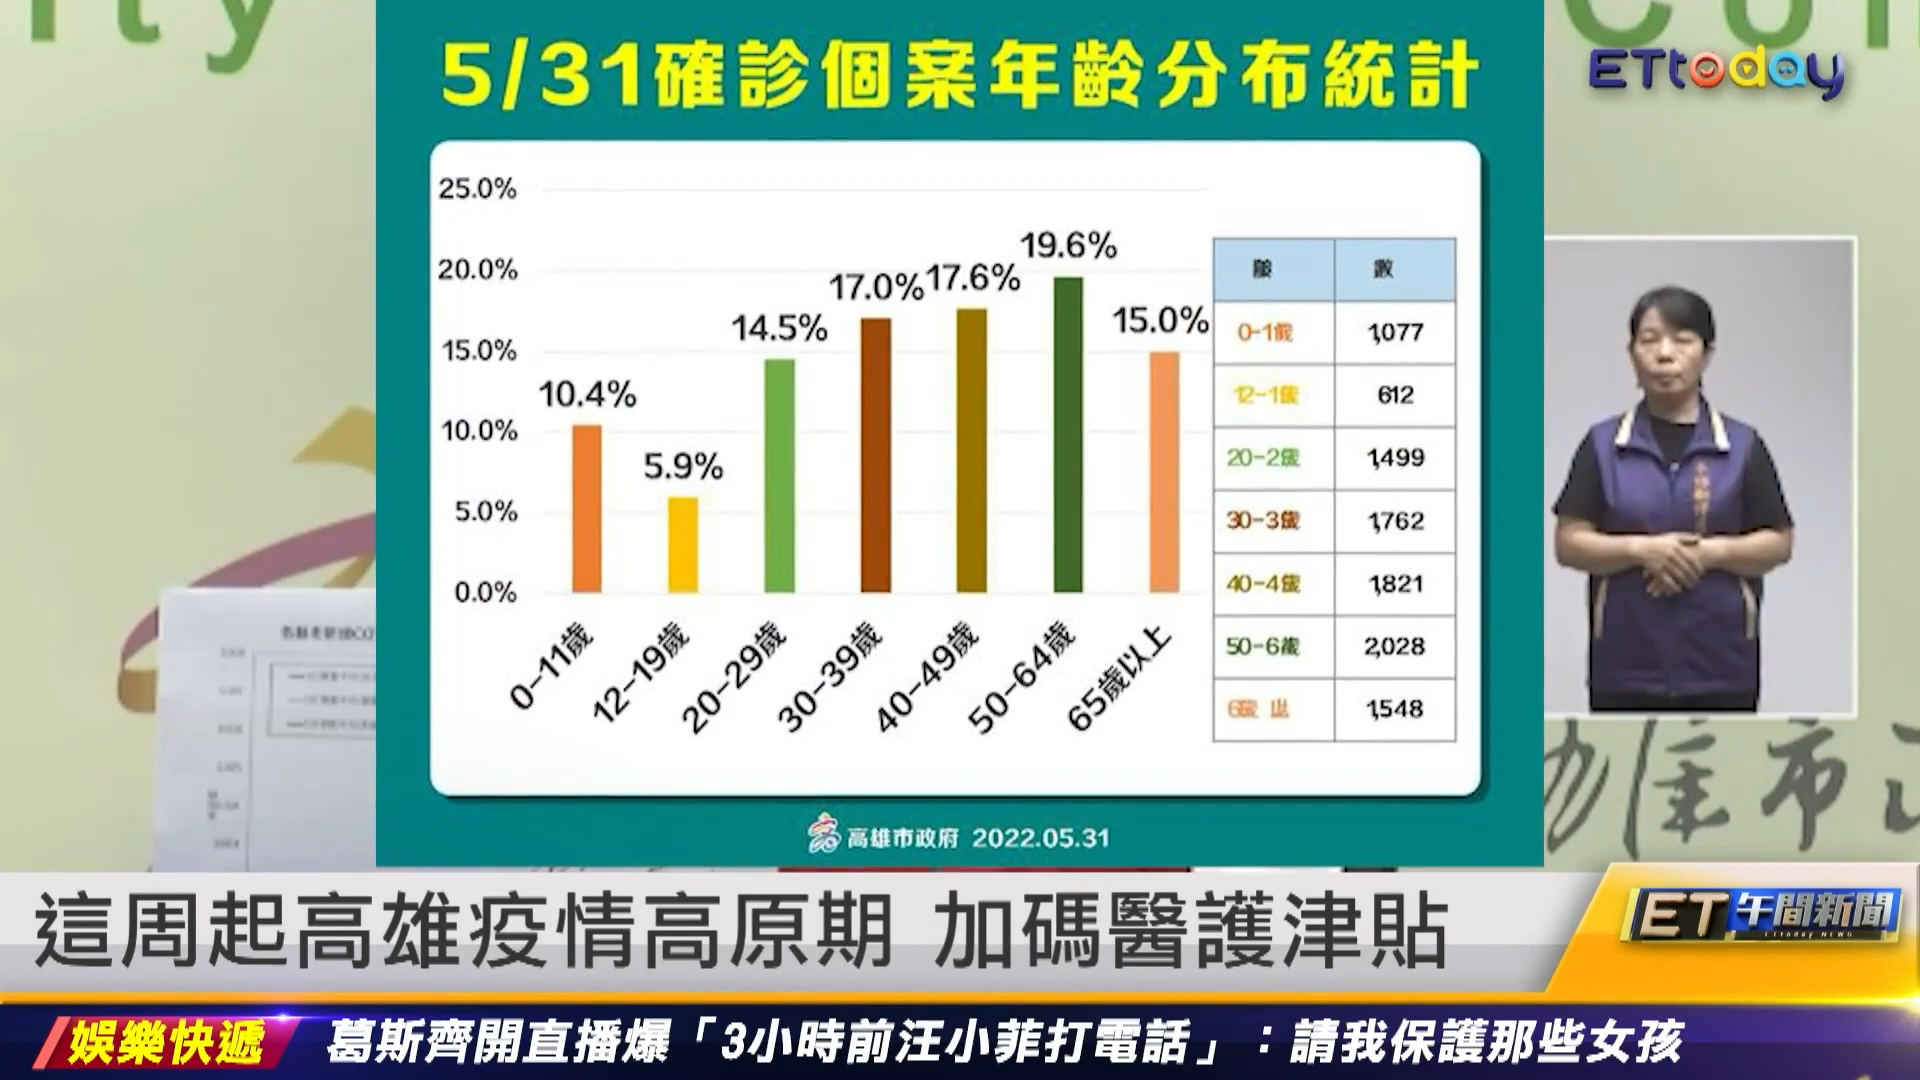 ETtoday
5/31確診個案年齡分布統計
25.0%
20.0%
15.0%
10.0%
5.0%
0.0%
10.4%
5.9%
14.5%
17.0%
17.6%
19.6%
15.0%
0-11歲
12-19歲
20-29歲
30-39歲
40-49歲
50-64歲
65歲以上
1,077
612
1,499
1,762
1,821
2,028
1,548
高雄市政府 2022.05.31
雄市
這周起高雄疫情高原期 加碼醫護津貼
ET午間新聞
ETtoday NEWS
娛樂快遞 葛斯齊開直播爆「3小時前汪小菲打電話」：請我保護那些女孩